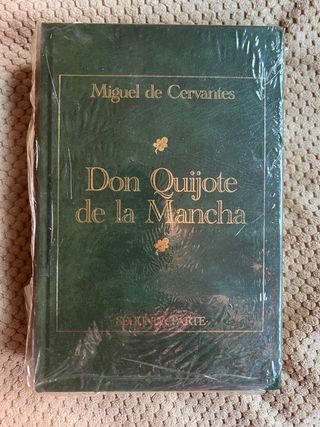 Miguel de Cervantes
Don Quijote
de la Mancha
SEGUNDA PARTE